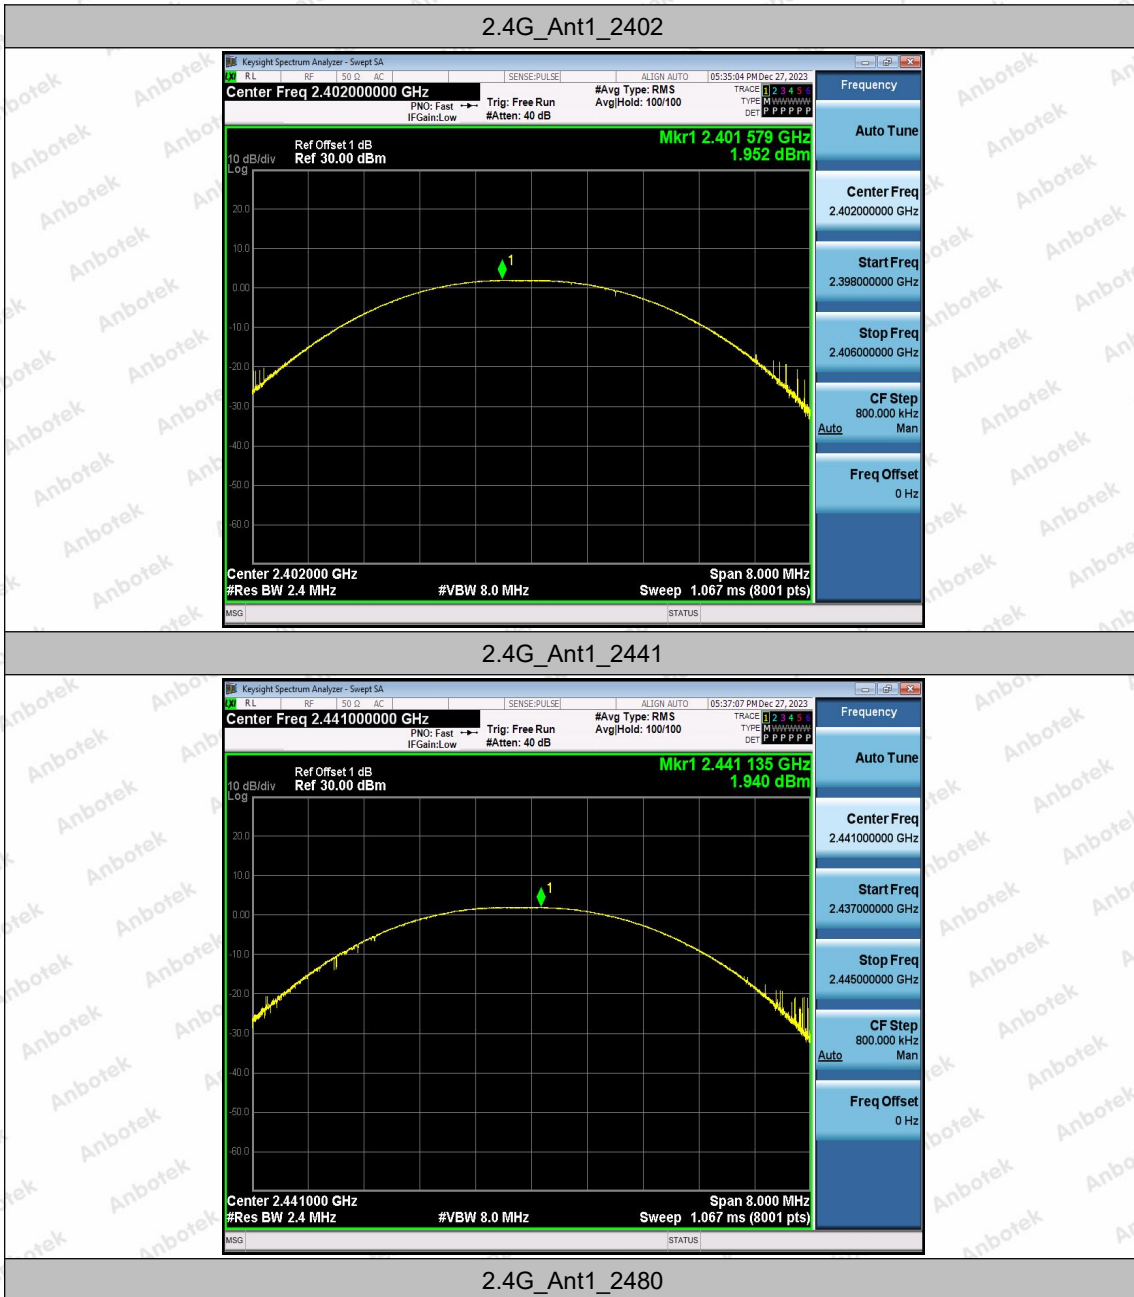 2.4G_Ant1_2402
Keysight Spectrum Analyzer - Swept SA
RL RF 50 Ω AC SENSE:PULSE ALIGN AUTO 05:35:04 PM Dec 27, 2023
Center Freq 2.402000000 GHz
PNO: Fast
IFGain:Low
Trig: Free Run
#Atten: 40 dB
#Avg Type: RMS
Avg|Hold: 100/100
TRACE 1 2 3 4 5 6
TYPE M W W W W W
DET P P P P P P
Frequency
Auto Tune
Center Freq
2.402000000 GHz
Start Freq
2.398000000 GHz
Stop Freq
2.406000000 GHz
CF Step
800.000 kHz
Auto Man
Freq Offset
0 Hz
Mkr1 2.401 579 GHz
1.952 dBm
Ref Offset 1 dB
10 dB/div Ref 30.00 dBm
Log
20.0
10.0
1
0.00
-10.0
-20.0
-30.0
-40.0
-50.0
-60.0
Center 2.402000 GHz Span 8.000 MHz
#Res BW 2.4 MHz #VBW 8.0 MHz Sweep 1.067 ms (8001 pts)
MSG STATUS
2.4G_Ant1_2441
Keysight Spectrum Analyzer - Swept SA
RL RF 50 Ω AC SENSE:PULSE ALIGN AUTO 05:37:07 PM Dec 27, 2023
Center Freq 2.441000000 GHz
PNO: Fast
IFGain:Low
Trig: Free Run
#Atten: 40 dB
#Avg Type: RMS
Avg|Hold: 100/100
TRACE 1 2 3 4 5 6
TYPE M W W W W W
DET P P P P P P
Frequency
Auto Tune
Center Freq
2.441000000 GHz
Start Freq
2.437000000 GHz
Stop Freq
2.445000000 GHz
CF Step
800.000 kHz
Auto Man
Freq Offset
0 Hz
Mkr1 2.441 135 GHz
1.940 dBm
Ref Offset 1 dB
10 dB/div Ref 30.00 dBm
Log
20.0
10.0
1
0.00
-10.0
-20.0
-30.0
-40.0
-50.0
-60.0
Center 2.441000 GHz Span 8.000 MHz
#Res BW 2.4 MHz #VBW 8.0 MHz Sweep 1.067 ms (8001 pts)
MSG STATUS
2.4G_Ant1_2480
Anbotek